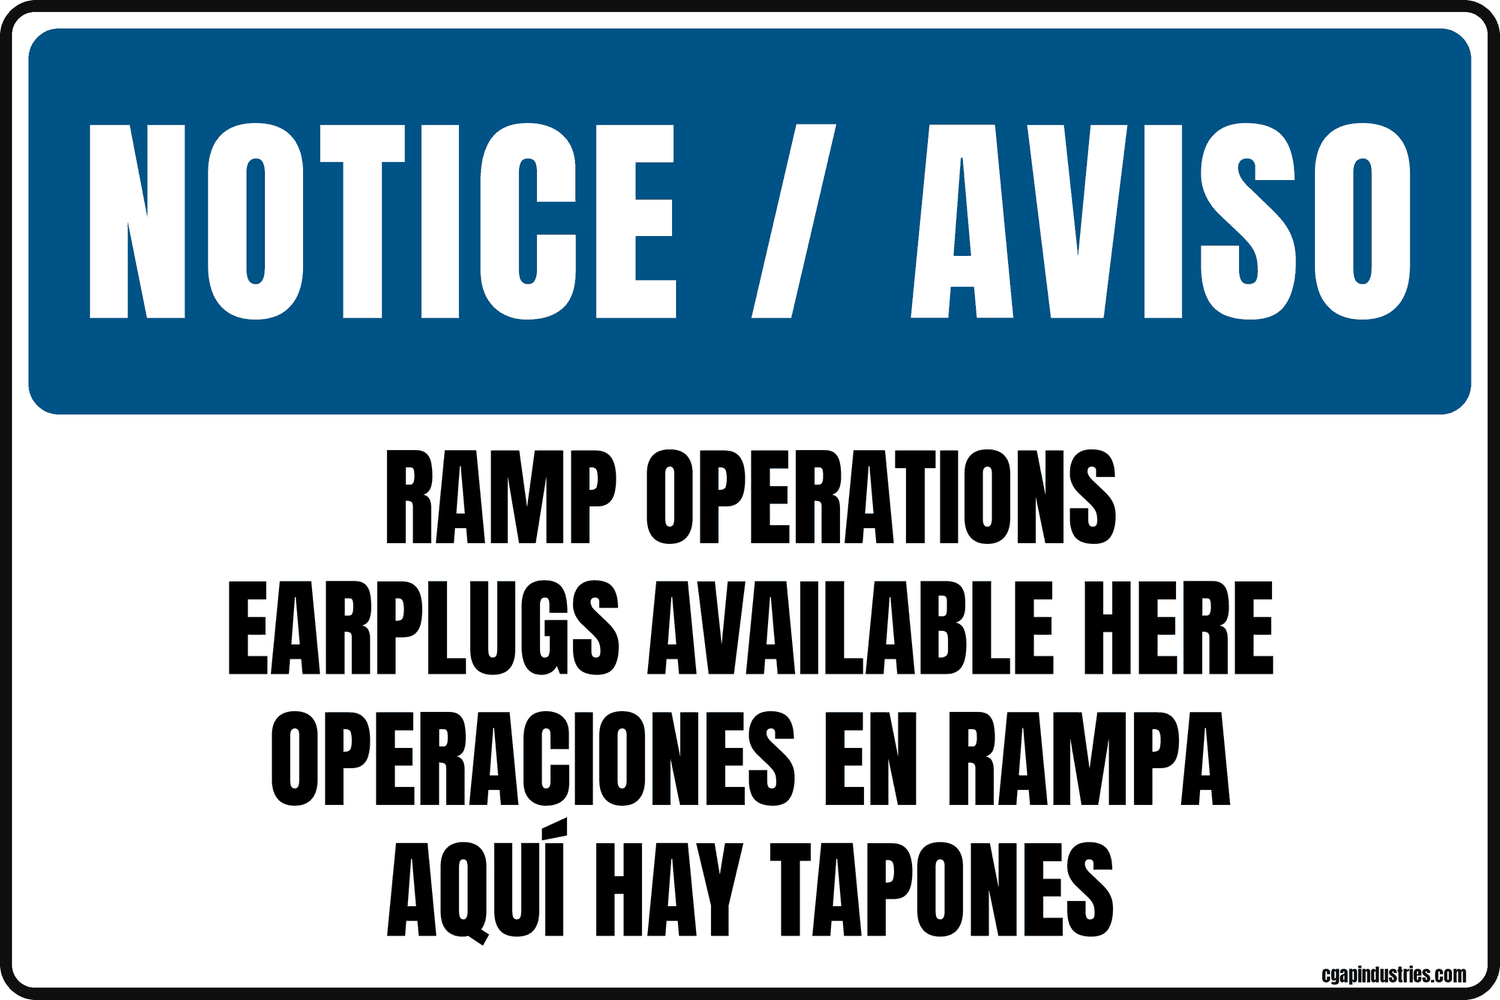 NOTICE / AVISO
RAMP OPERATIONS
EARPLUGS AVAILABLE HERE
OPERACIONES EN RAMPA
AQUÍ HAY TAPONES
cgapindustries.com